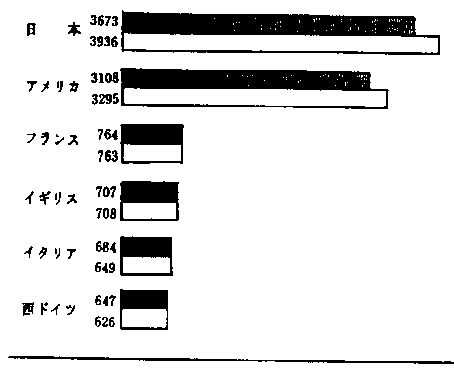 日本 3673
3936
アメリカ 3108
3295
フランス 764
763
イギリス 707
708
イタリア 684
649
西ドイツ 647
626